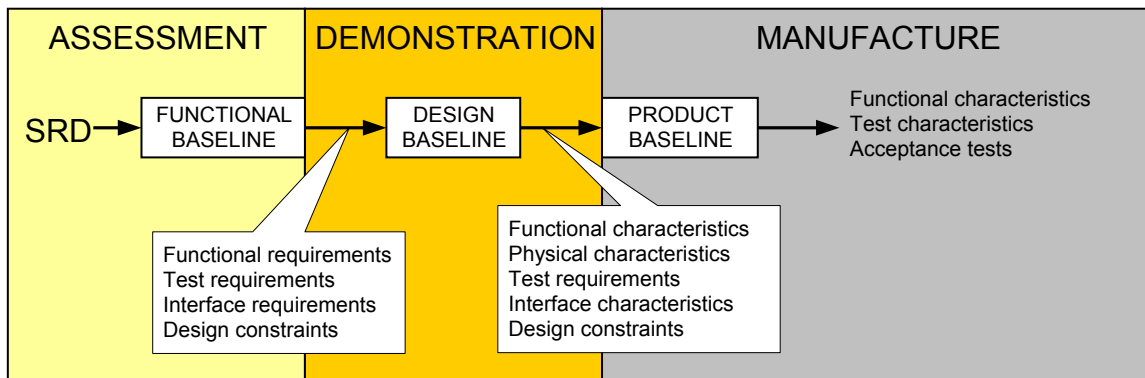 ASSESSMENT
DEMONSTRATION
MANUFACTURE
SRD
FUNCTIONAL
BASELINE
DESIGN
BASELINE
PRODUCT
BASELINE
Functional characteristics
Test characteristics
Acceptance tests
Functional requirements
Test requirements
Interface requirements
Design constraints
Functional characteristics
Physical characteristics
Test requirements
Interface characteristics
Design constraints